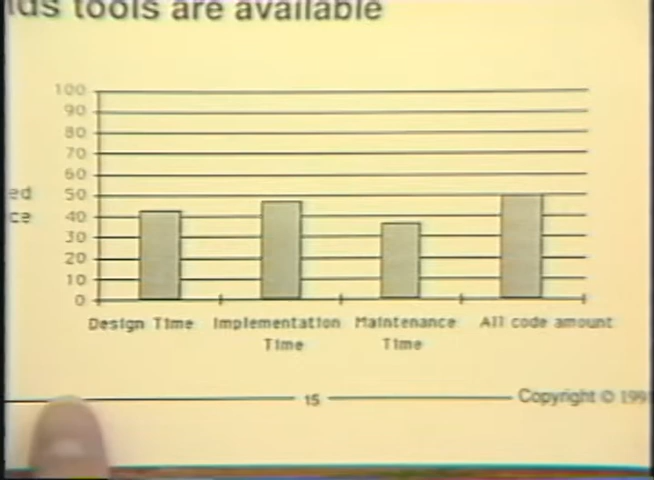 tools are available
100
90
80
70
60
50
40
30
20
10
0
ed
ce
Design Time
Implementation
Time
Maintenance
Time
All code amount
15
Copyright © 199